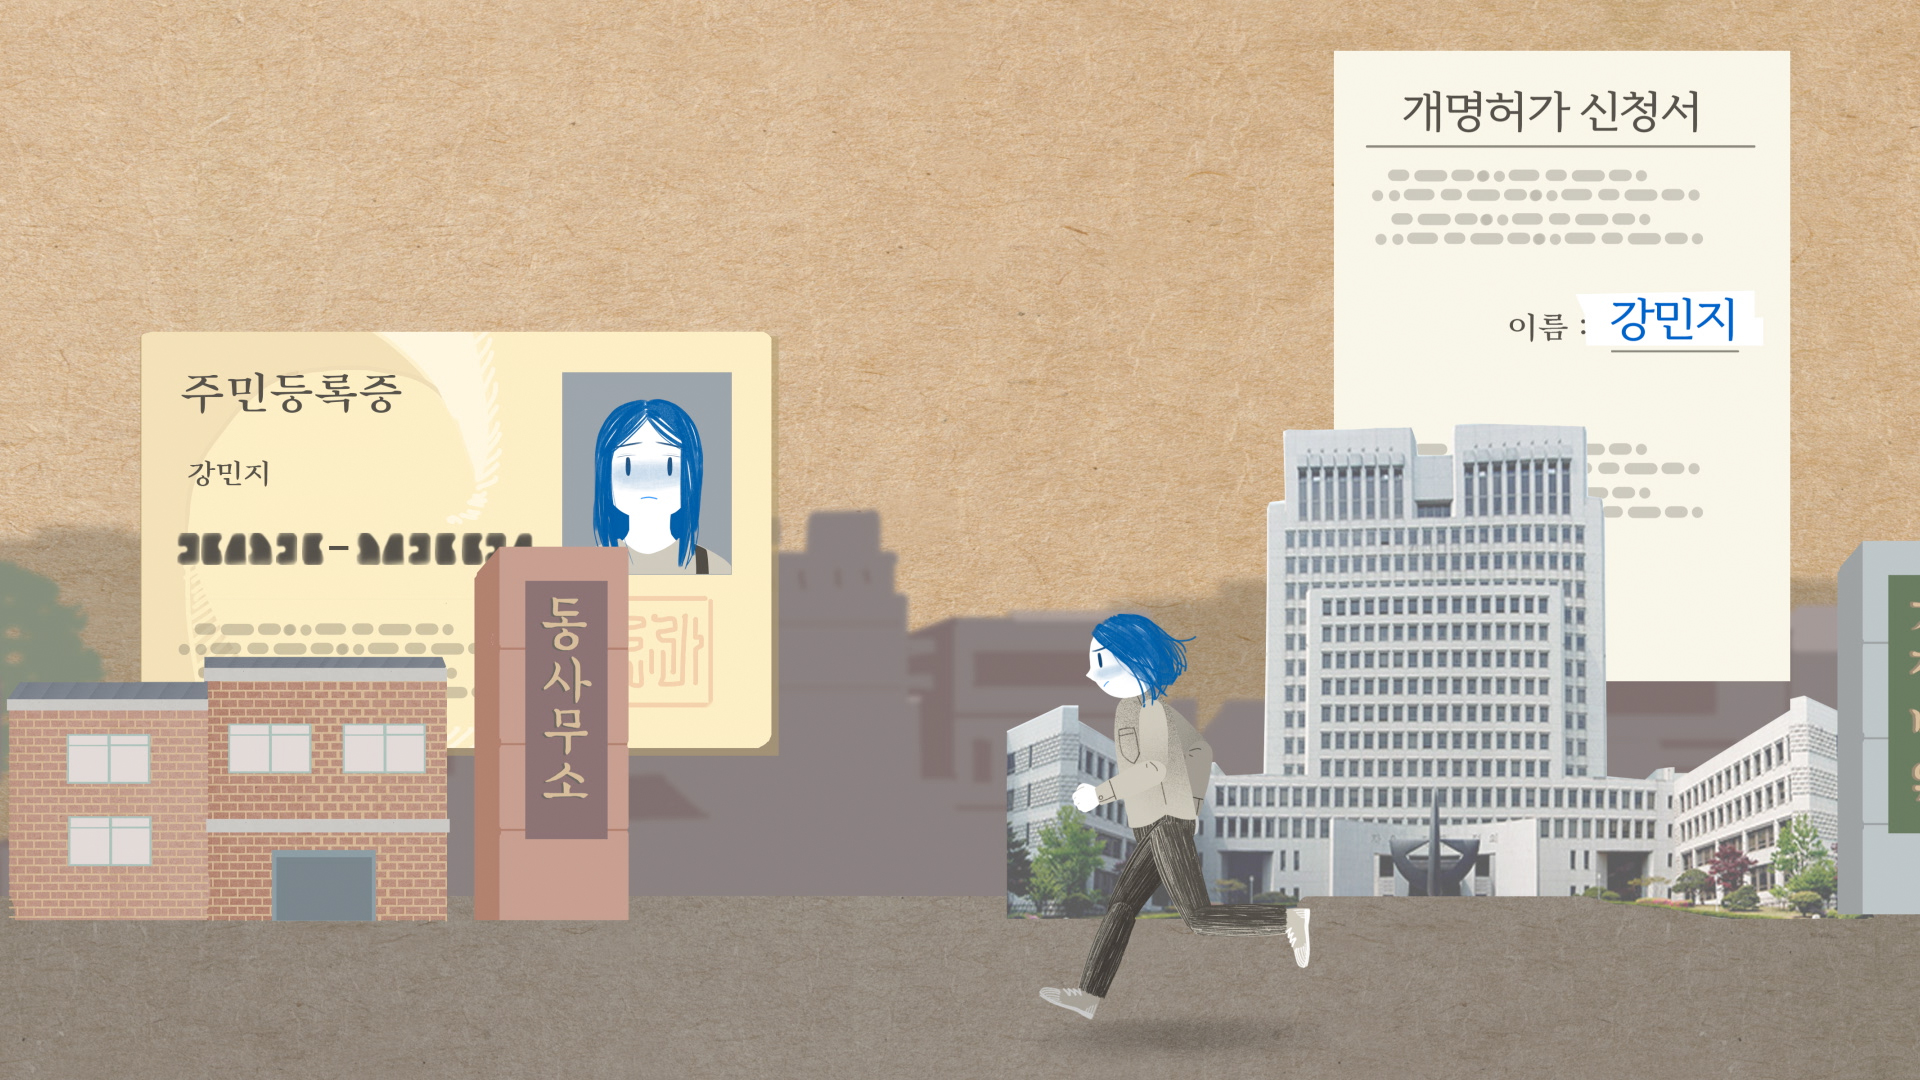 주민등록증
강민지
동사무소
개명허가 신청서
이름 : 강민지